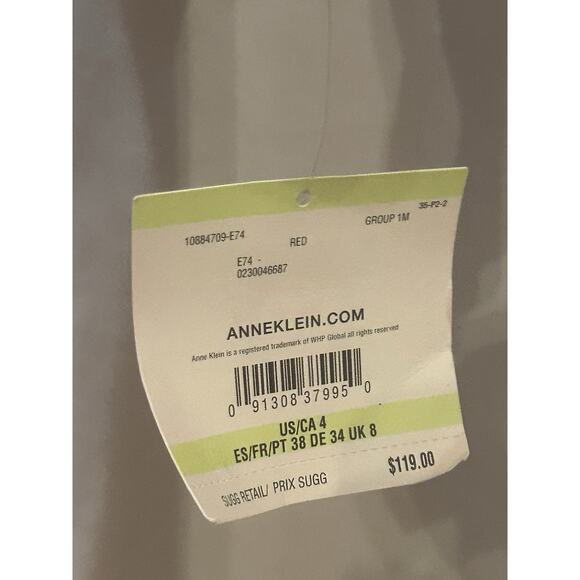 35-P2-2
10884709-E74 RED GROUP 1M
E74 -
0230046687
ANNEKLEIN.COM
Anne Klein is a registered trademark of WHP Global all rights reserved
0 91308 37995 0
US/CA 4
ES/FR/PT 38 DE 34 UK 8
SUGG RETAIL/ PRIX SUGG $119.00